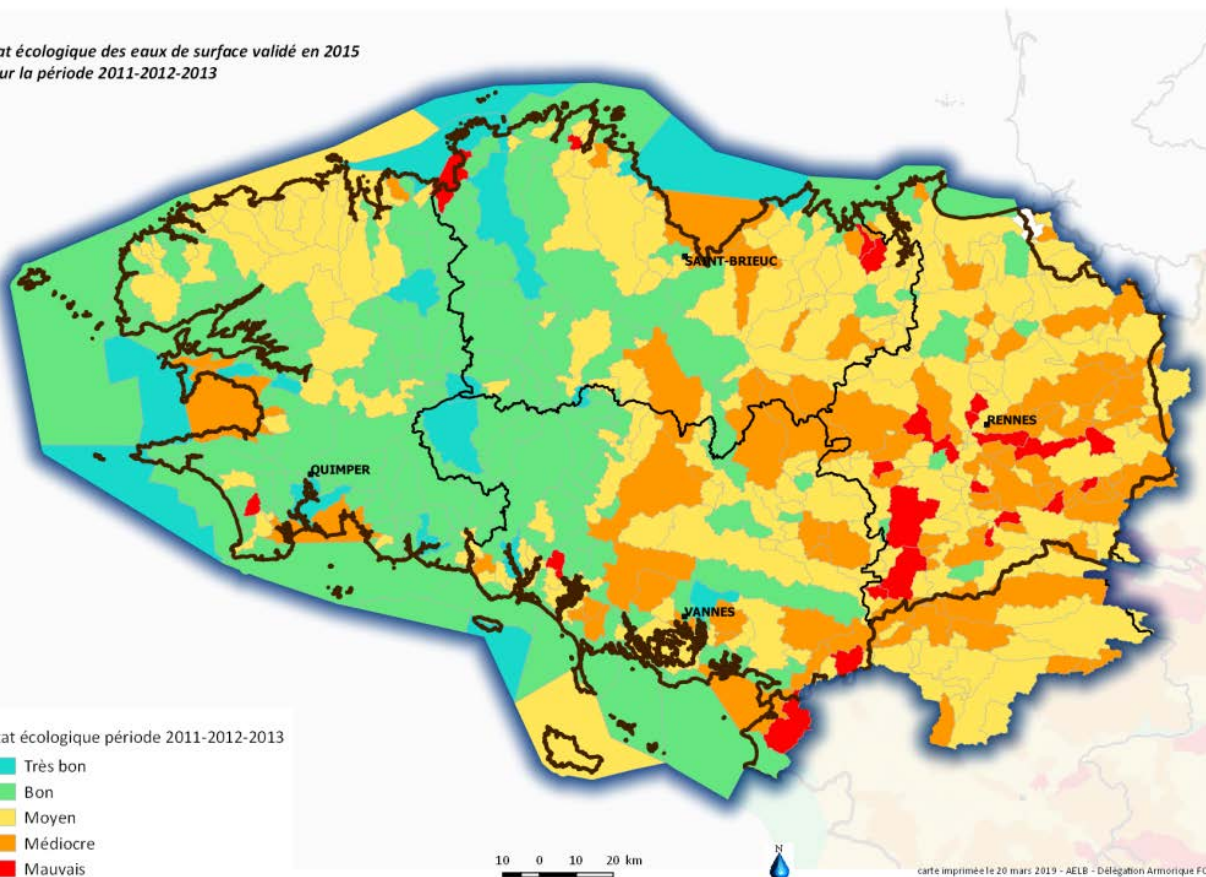 at écologique des eaux de surface validé en 2015
ur la période 2011-2012-2013
SAINT-BRIEUC
RENNES
QUIMPER
VANNES
tat écologique période 2011-2012-2013
Très bon
Bon
Moyen
Médiocre
Mauvais
10 0 10 20 km
N
carte imprimée le 20 mars 2019 - AELB - Délégation Armorique FC